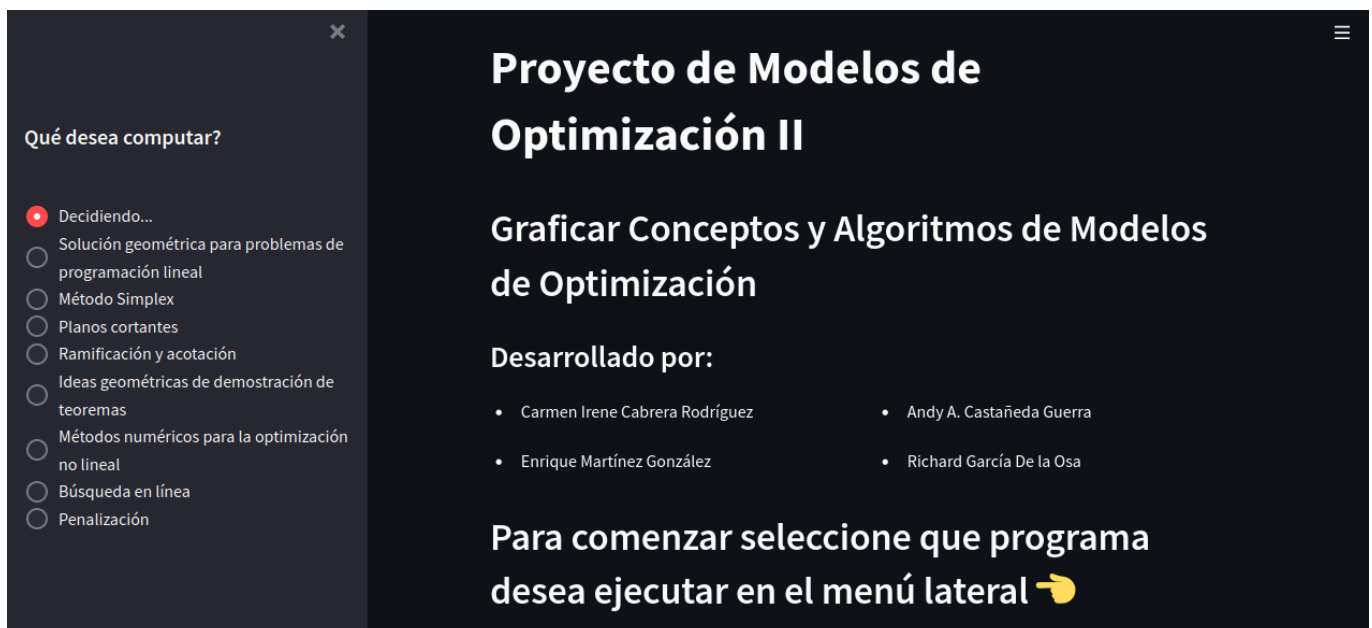 Qué desea computar?
Decidiendo...
Solución geométrica para problemas de
programación lineal
Método Simplex
Planos cortantes
Ramificación y acotación
Ideas geométricas de demostración de
teoremas
Métodos numéricos para la optimización
no lineal
Búsqueda en línea
Penalización
Proyecto de Modelos de
Optimización II
Graficar Conceptos y Algoritmos de Modelos
de Optimización
Desarrollado por:
Carmen Irene Cabrera Rodríguez
Andy A. Castañeda Guerra
Enrique Martínez González
Richard García De la Osa
Para comenzar seleccione que programa
desea ejecutar en el menú lateral